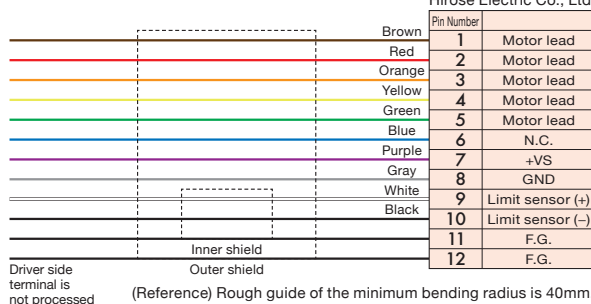 Hirose Electric Co., Ltd
Pin Number
Brown 1 Motor lead
Red 2 Motor lead
Orange 3 Motor lead
Yellow 4 Motor lead
Green 5 Motor lead
Blue 6 N.C.
Purple 7 +VS
Gray 8 GND
White 9 Limit sensor (+)
Black 10 Limit sensor (–)
11 F.G.
Inner shield
12 F.G.
Outer shield
Driver side
terminal is
not processed
(Reference) Rough guide of the minimum bending radius is 40mm